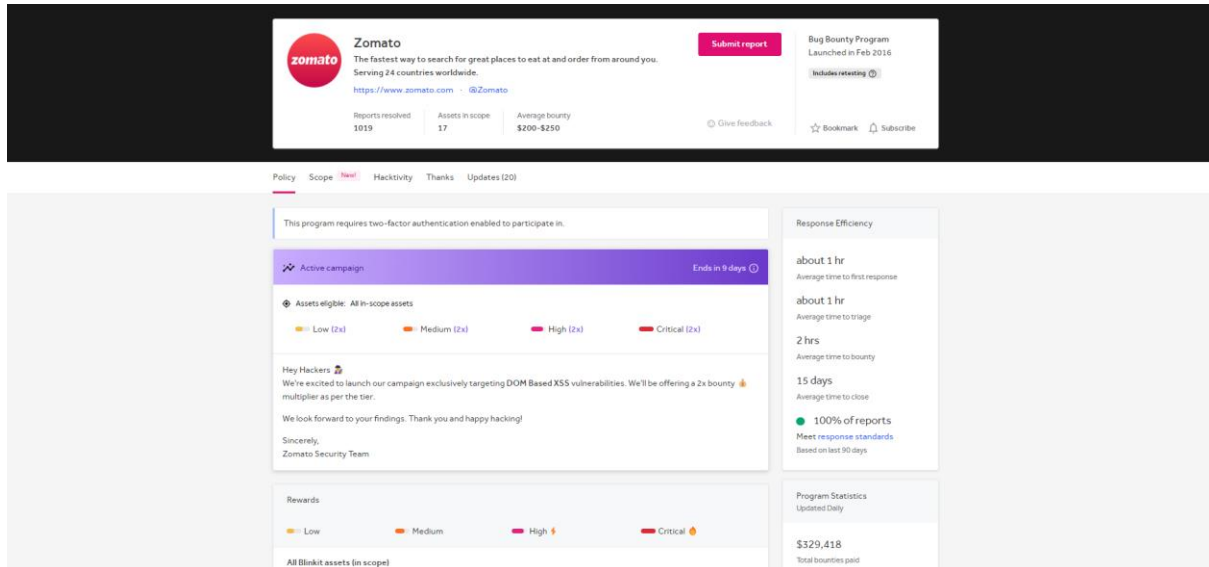 zomato
Zomato
The fastest way to search for great places to eat at and order from around you.
Serving 24 countries worldwide.
https://www.zomato.com · @Zomato
Reports resolved
1019
Assets in scope
17
Average bounty
$200-$250
Submit report
Give feedback
Bug Bounty Program
Launched in Feb 2016
Includes retesting
Bookmark
Subscribe
Policy
Scope New!
Hacktivity
Thanks
Updates (20)
This program requires two-factor authentication enabled to participate in.
Active campaign
Ends in 9 days
Assets eligible: All in-scope assets
Low (2x)
Medium (2x)
High (2x)
Critical (2x)
Hey Hackers
We're excited to launch our campaign exclusively targeting DOM Based XSS vulnerabilities. We'll be offering a 2x bounty
multiplier as per the tier.
We look forward to your findings. Thank you and happy hacking!
Sincerely,
Zomato Security Team
Rewards
Low
Medium
High
Critical
All Blinkit assets (in scope)
Response Efficiency
about 1 hr
Average time to first response
about 1 hr
Average time to triage
2 hrs
Average time to bounty
15 days
Average time to close
100% of reports
Meet response standards
Based on last 90 days
Program Statistics
Updated Daily
$329,418
Total bounties paid